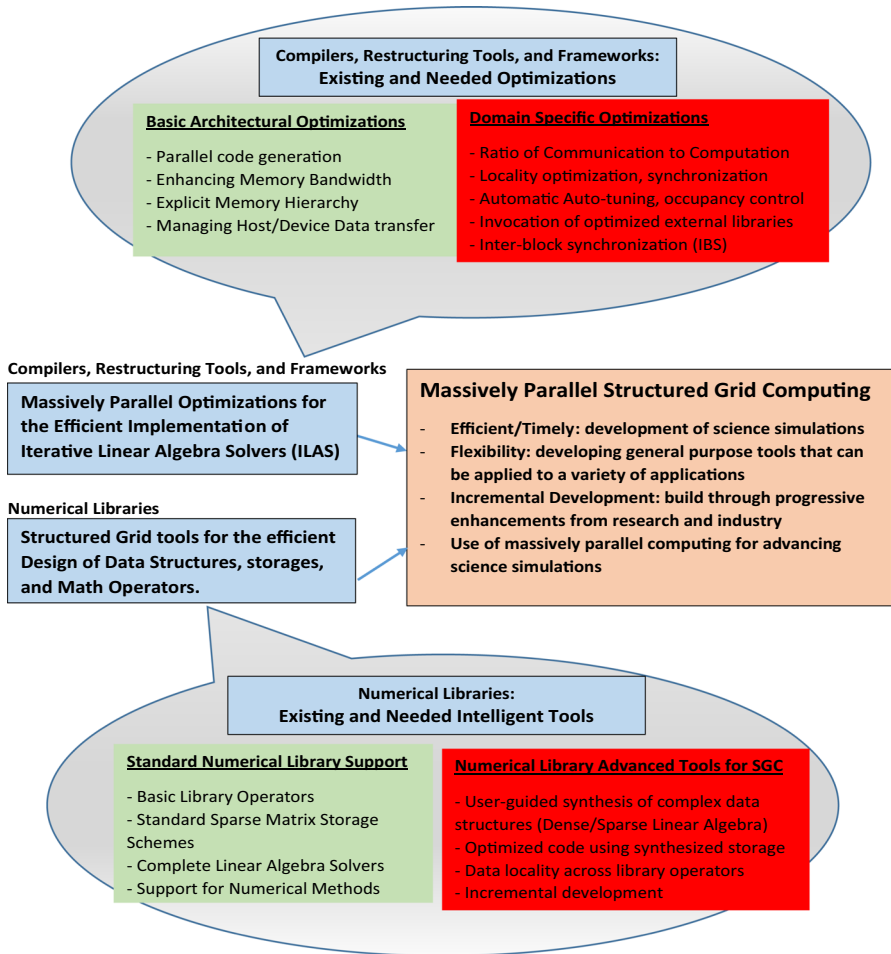 Compilers, Restructuring Tools, and Frameworks:
Existing and Needed Optimizations
Basic Architectural Optimizations
- Parallel code generation
- Enhancing Memory Bandwidth
- Explicit Memory Hierarchy
- Managing Host/Device Data transfer
Domain Specific Optimizations
- Ratio of Communication to Computation
- Locality optimization, synchronization
- Automatic Auto-tuning, occupancy control
- Invocation of optimized external libraries
- Inter-block synchronization (IBS)
Compilers, Restructuring Tools, and Frameworks
Massively Parallel Optimizations for
the Efficient Implementation of
Iterative Linear Algebra Solvers (ILAS)
Numerical Libraries
Structured Grid tools for the efficient
Design of Data Structures, storages,
and Math Operators.
Massively Parallel Structured Grid Computing
- Efficient/Timely: development of science simulations
- Flexibility: developing general purpose tools that can
be applied to a variety of applications
- Incremental Development: build through progressive
enhancements from research and industry
- Use of massively parallel computing for advancing
science simulations
Numerical Libraries:
Existing and Needed Intelligent Tools
Standard Numerical Library Support
- Basic Library Operators
- Standard Sparse Matrix Storage
Schemes
- Complete Linear Algebra Solvers
- Support for Numerical Methods
Numerical Library Advanced Tools for SGC
- User-guided synthesis of complex data
structures (Dense/Sparse Linear Algebra)
- Optimized code using synthesized storage
- Data locality across library operators
- Incremental development